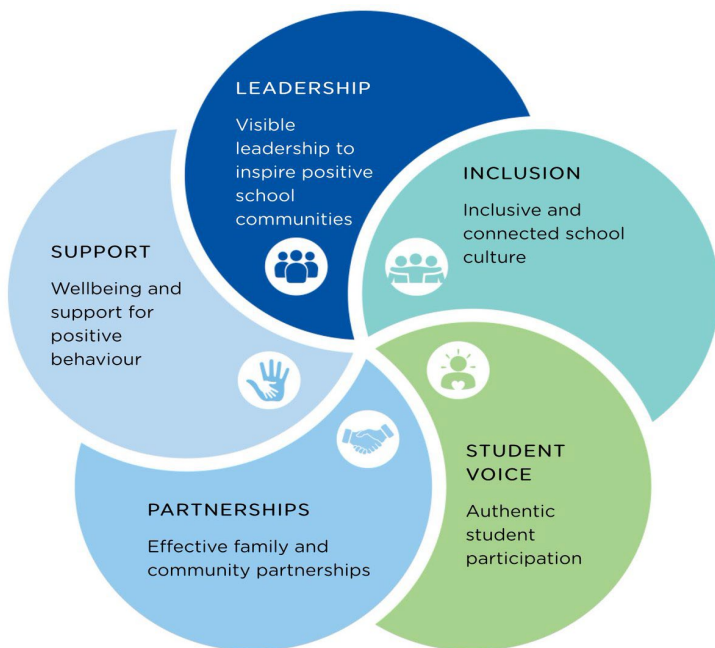 LEADERSHIP
Visible
leadership to
inspire positive
school
communities
INCLUSION
Inclusive and
connected school
culture
STUDENT
VOICE
Authentic
student
participation
PARTNERSHIPS
Effective family and
community partnerships
SUPPORT
Wellbeing and
support for
positive
behaviour